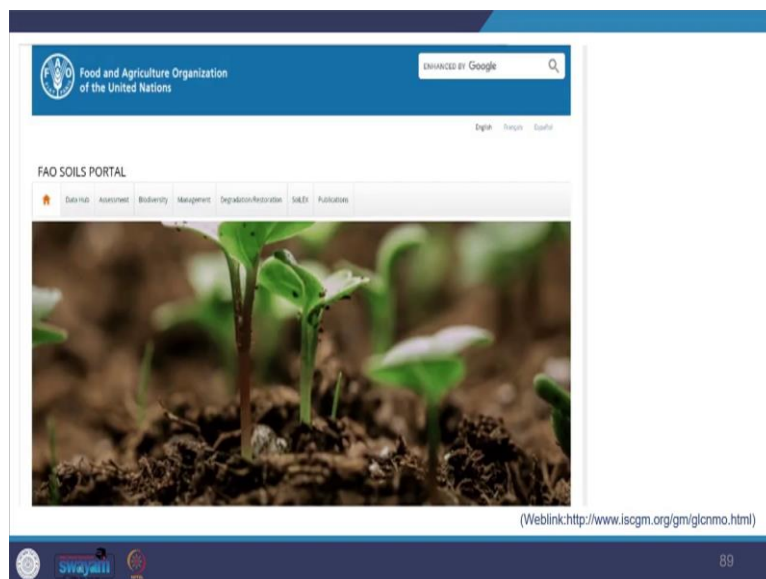 Food and Agriculture Organization
of the United Nations
ENHANCED BY Google
English Français Español
FAO SOILS PORTAL
Data Hub Assessment Biodiversity Management Degradation/Restoration SoiLEX Publications
(Weblink:http://www.iscgm.org/gm/glcnmo.html)
swayam
89